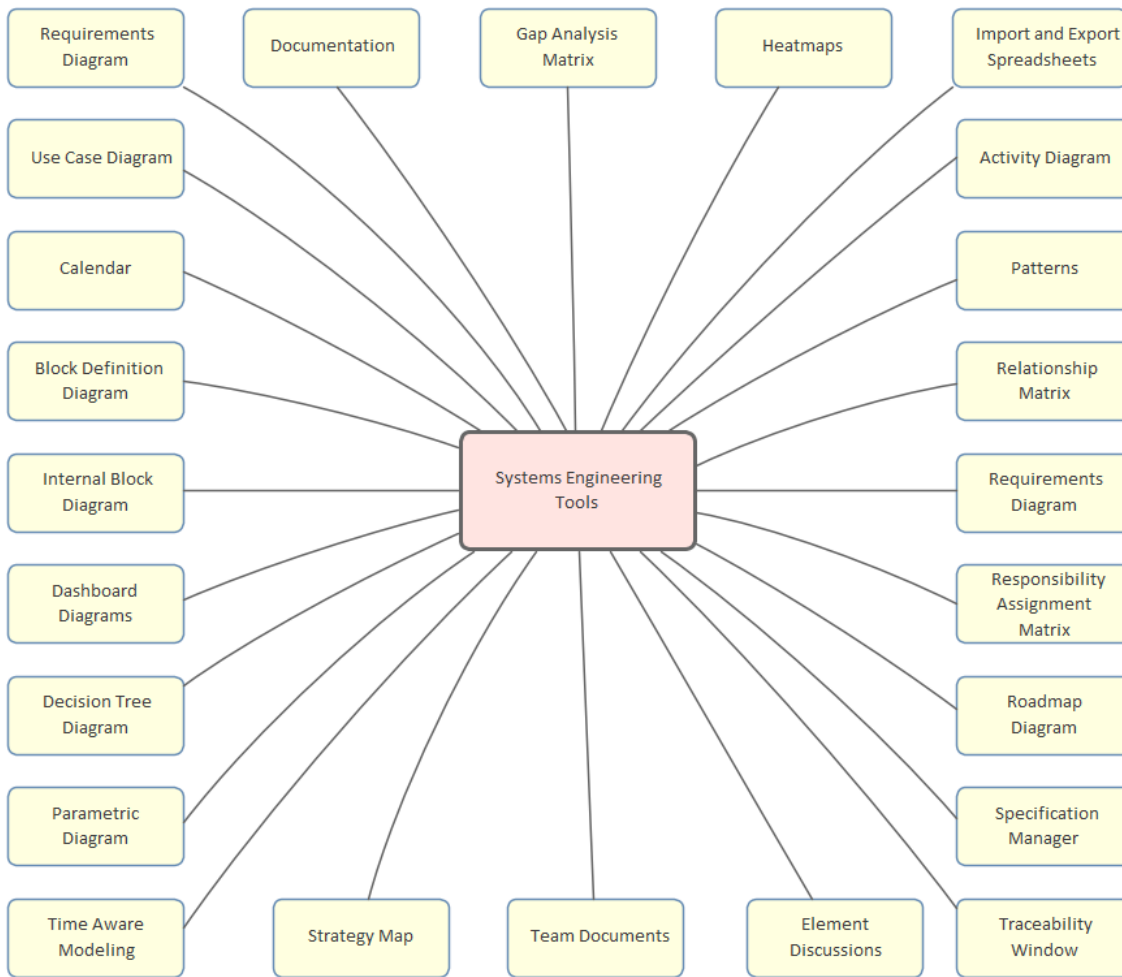 Requirements
Diagram
Documentation
Gap Analysis
Matrix
Heatmaps
Import and Export
Spreadsheets
Use Case Diagram
Activity Diagram
Calendar
Patterns
Block Definition
Diagram
Relationship
Matrix
Systems Engineering
Tools
Internal Block
Diagram
Requirements
Diagram
Dashboard
Diagrams
Responsibility
Assignment
Matrix
Decision Tree
Diagram
Roadmap
Diagram
Parametric
Diagram
Specification
Manager
Time Aware
Modeling
Strategy Map
Team Documents
Element
Discussions
Traceability
Window